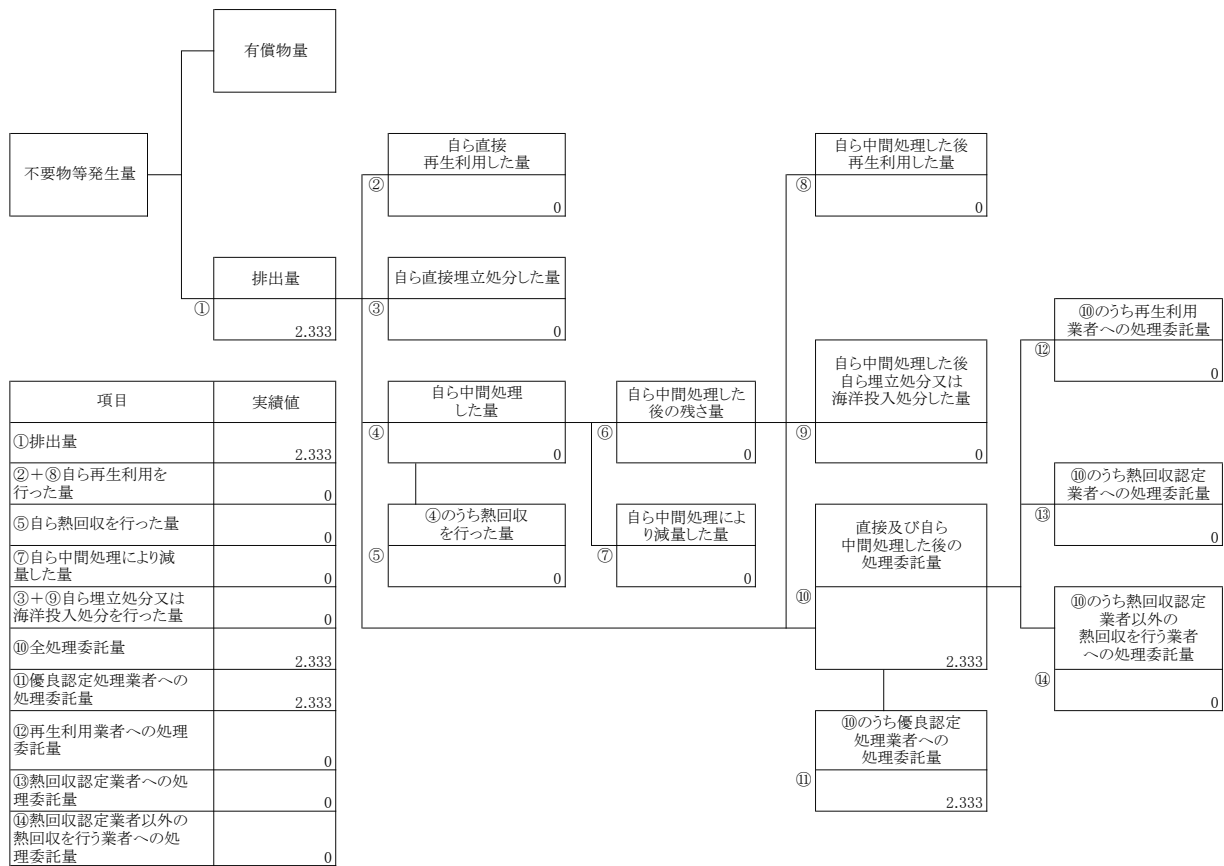 有償物量
不要物等発生量
自ら直接
再生利用した量
②
0
自ら中間処理した後
再生利用した量
⑧
0
排出量
①
2.333
自ら直接埋立処分した量
③
0
⑩のうち再生利用
業者への処理委託量
⑫
0
自ら中間処理
した量
④
0
自ら中間処理した
後の残さ量
⑥
0
自ら中間処理した後
自ら埋立処分又は
海洋投入処分した量
⑨
0
④のうち熱回収
を行った量
⑤
0
自ら中間処理によ
り減量した量
⑦
0
直接及び自ら
中間処理した後の
処理委託量
⑩
2.333
⑩のうち熱回収認定
業者への処理委託量
⑬
0
⑩のうち熱回収認定
業者以外の
熱回収を行う業者
への処理委託量
⑭
0
⑩のうち優良認定
処理業者への
処理委託量
⑪
2.333
項目 実績値
①排出量 2.333
②+⑧自ら再生利用を
行った量 0
⑤自ら熱回収を行った量 0
⑦自ら中間処理により減
量した量 0
③+⑨自ら埋立処分又は
海洋投入処分を行った量 0
⑩全処理委託量 2.333
⑪優良認定処理業者への
処理委託量 2.333
⑫再生利用業者への処理
委託量 0
⑬熱回収認定業者への処
理委託量 0
⑭熱回収認定業者以外の
熱回収を行う業者への処
理委託量 0